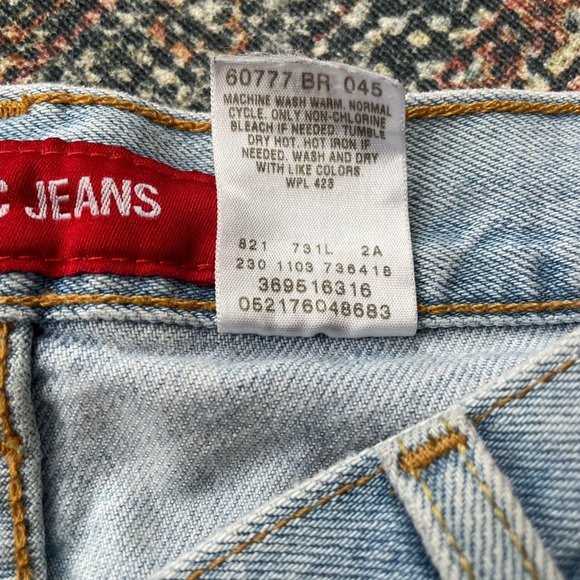 60777 BR 045
MACHINE WASH WARM. NORMAL
CYCLE. ONLY NON-CHLORINE
BLEACH IF NEEDED. TUMBLE
DRY HOT. HOT IRON IF
NEEDED. WASH AND DRY
WITH LIKE COLORS
WPL 423
C JEANS
821 731L 2A
230 1103 736418
369516316
052176048683